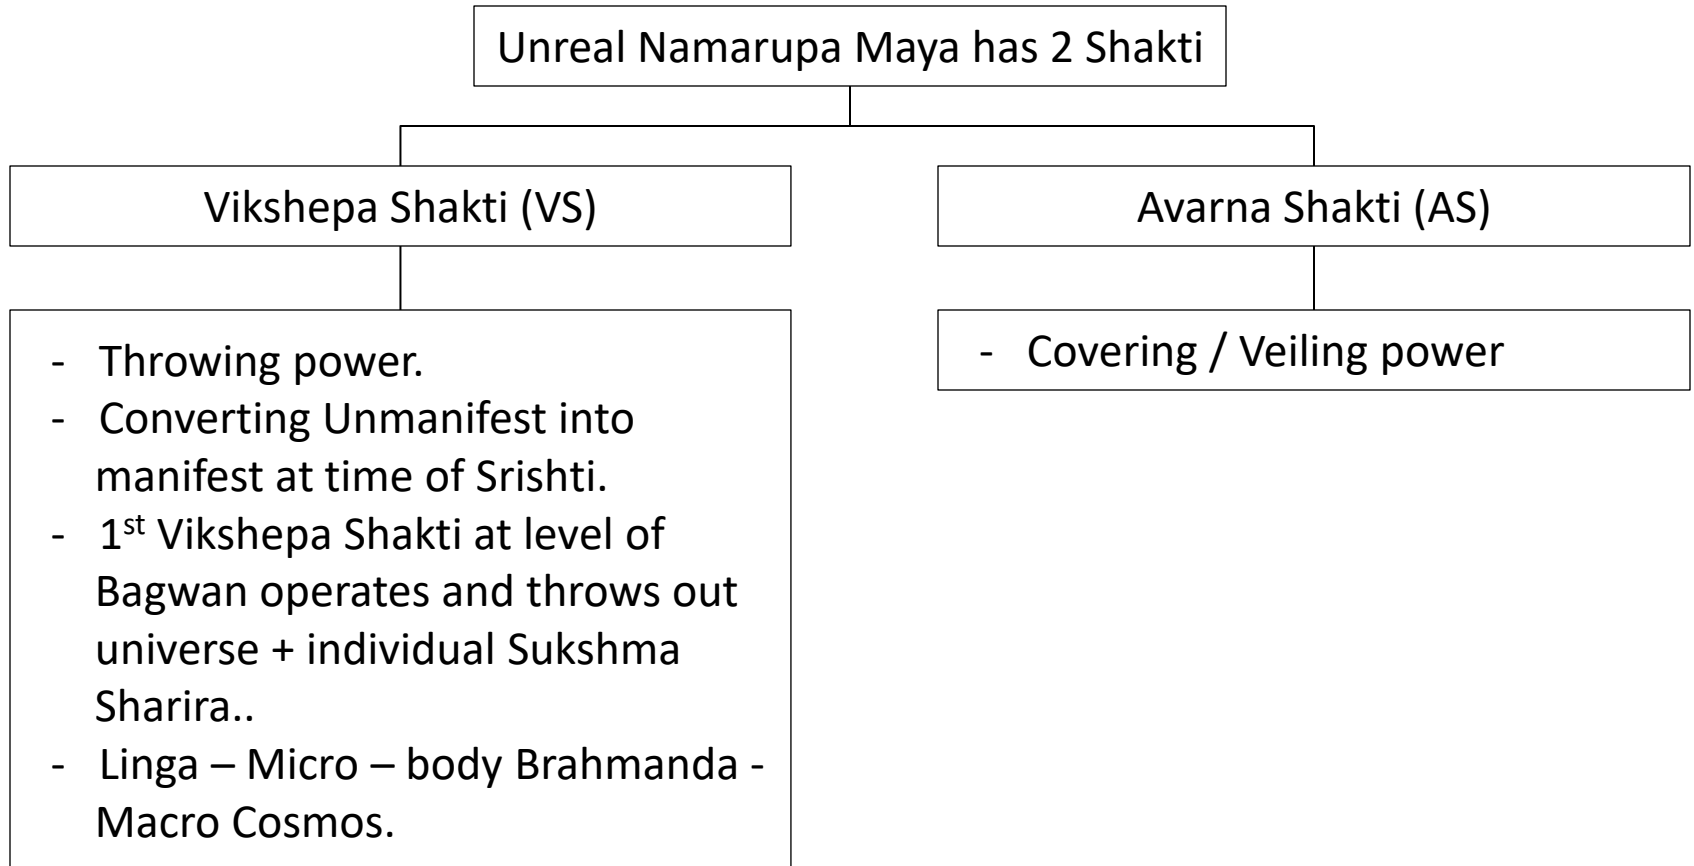 Unreal Namarupa Maya has 2 Shakti
Vikshepa Shakti (VS)
Avarna Shakti (AS)
- Throwing power.
- Converting Unmanifest into
manifest at time of Srishti.
- 1st Vikshepa Shakti at level of
Bagwan operates and throws out
universe + individual Sukshma
Sharira..
- Linga – Micro – body Brahmanda -
Macro Cosmos.
- Covering / Veiling power